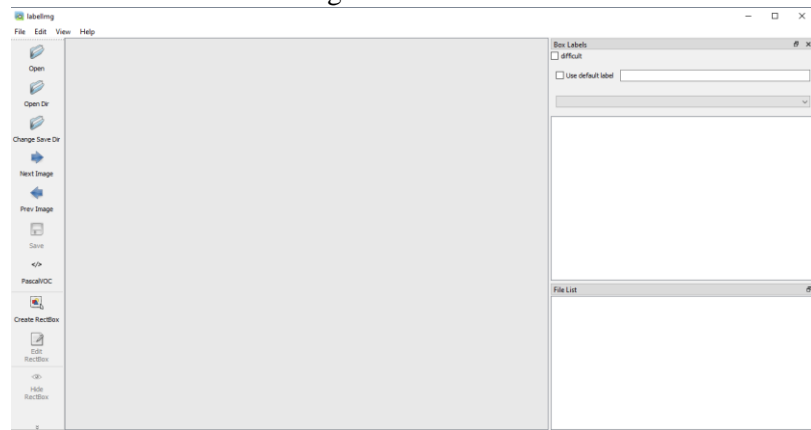 labelImg
File Edit View Help
Open
Open Dir
Change Save Dir
Next Image
Prev Image
Save
</>
PascalVOC
Create RectBox
Edit
RectBox
Hide
RectBox
Box Labels
difficult
Use default label
File List